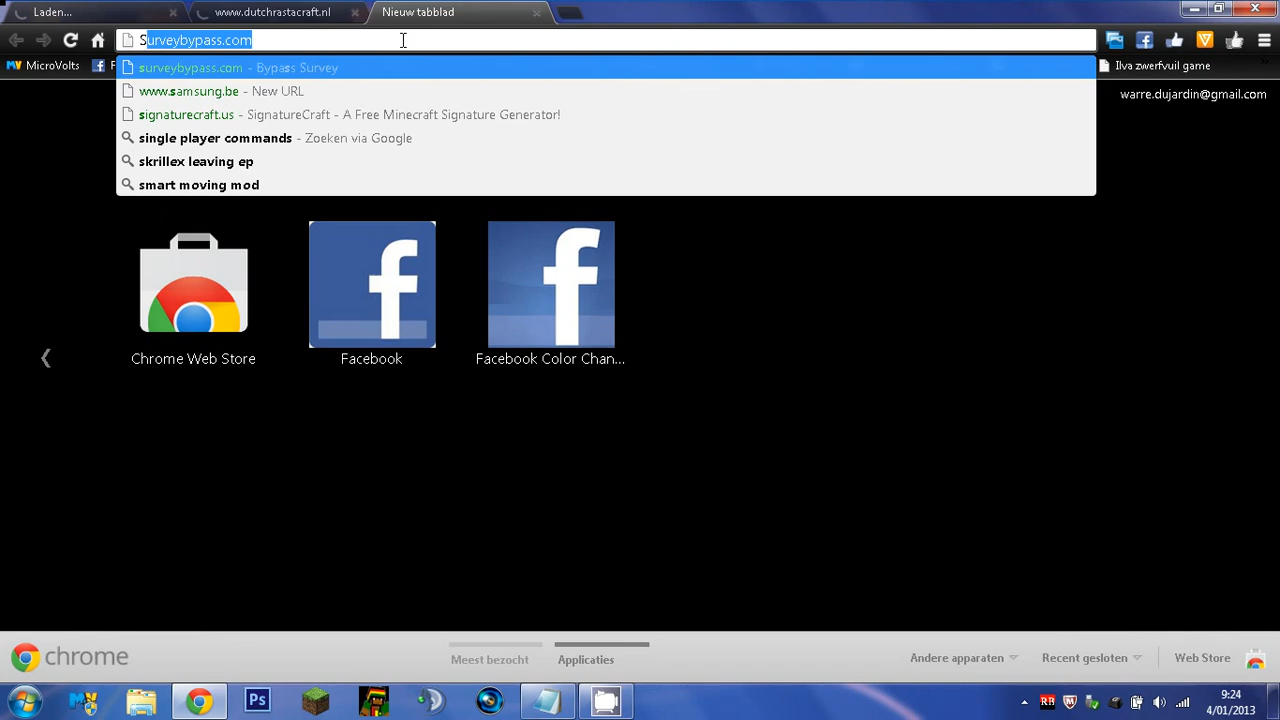 Laden...
www.dutchrastacraft.nl
Nieuw tabblad
Surveybypass.com
MicroVolts
F
Ilva zwerfvuil game
surveybypass.com - Bypass Survey
www.samsung.be - New URL
warre.dujardin@gmail.com
signaturecraft.us - SignatureCraft - A Free Minecraft Signature Generator!
single player commands - Zoeken via Google
skrillex leaving ep
smart moving mod
Chrome Web Store
Facebook
Facebook Color Chan...
chrome
Meest bezocht
Applicaties
Andere apparaten
Recent gesloten
Web Store
Ps
RB
9:24
4/01/2013